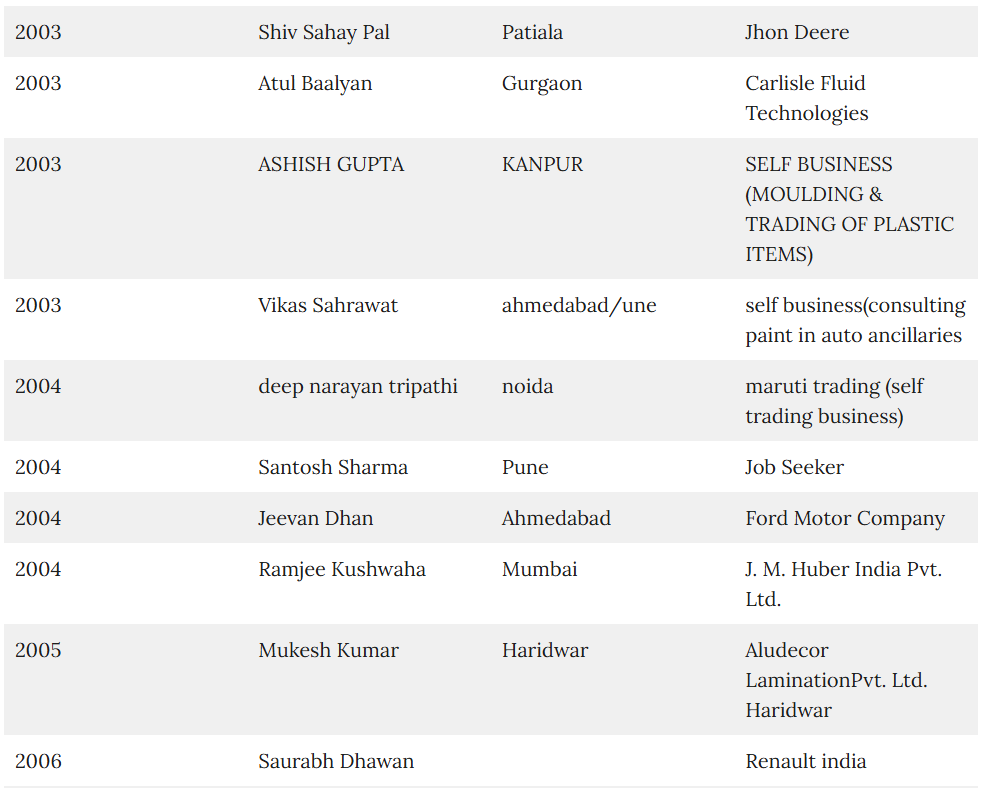 2003 Shiv Sahay Pal Patiala Jhon Deere
2003 Atul Baalyan Gurgaon Carlisle Fluid
Technologies
2003 ASHISH GUPTA KANPUR SELF BUSINESS
(MOULDING &
TRADING OF PLASTIC
ITEMS)
2003 Vikas Sahrawat ahmedabad/une self business(consulting
paint in auto ancillaries
2004 deep narayan tripathi noida maruti trading (self
trading business)
2004 Santosh Sharma Pune Job Seeker
2004 Jeevan Dhan Ahmedabad Ford Motor Company
2004 Ramjee Kushwaha Mumbai J. M. Huber India Pvt.
Ltd.
2005 Mukesh Kumar Haridwar Aludecor
LaminationPvt. Ltd.
Haridwar
2006 Saurabh Dhawan Renault india